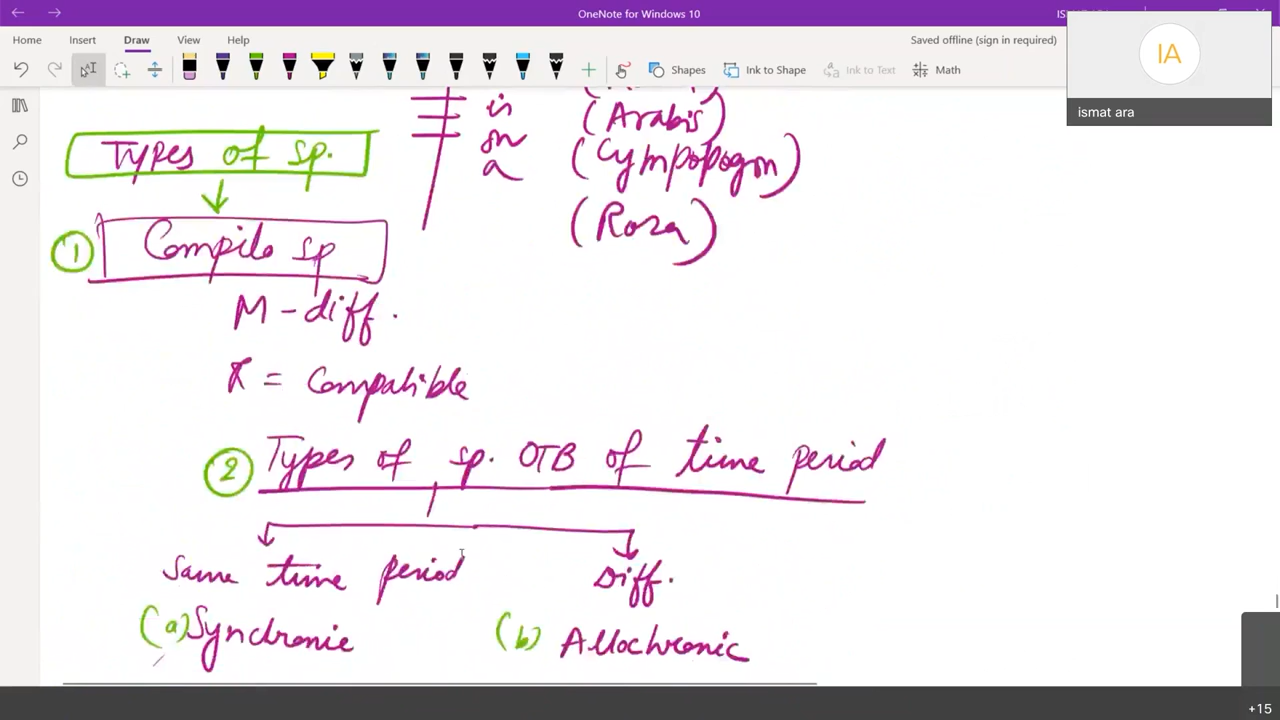 OneNote for Windows 10
Home Insert Draw View Help
Saved offline (sign in required)
Shapes Ink to Shape Ink to Text Math
IA
ismat ara
is (Arabis)
on (Cympopogon)
a (Rosa)
Types of sp.
1 Compilo sp
M - diff.
= Compatible
2 Types of sp. OTB of time period
Same time period Diff.
(a) Synchronic (b) Allochronic
+15